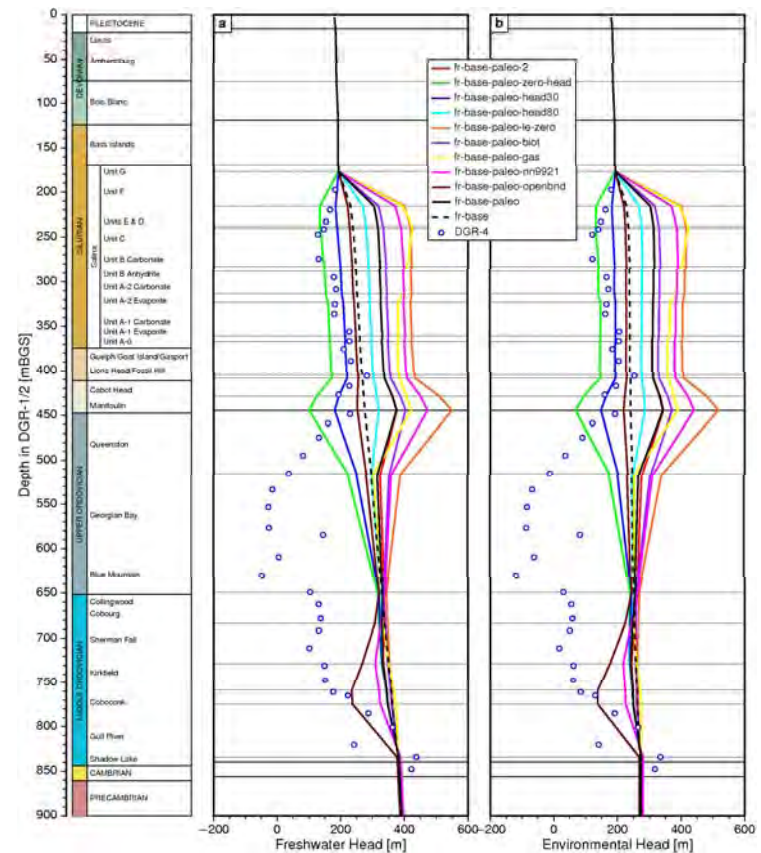 a
b
PLEISTOCENE
Lucas
Amherstburg
DEVONIAN
Bois Blanc
Bass Islands
SILURIAN
Salina
Unit G
Unit F
Units E & D
Unit C
Unit B Carbonate
Unit B Anhydrite
Unit A-2 Carbonate
Unit A-2 Evaporite
Unit A-1 Carbonate
Unit A-1 Evaporite
Unit A-0
Guelph Goat Island/Gasport
Lions Head/Fossil Hill
Cabot Head
Manitoulin
UPPER ORDOVICIAN
Queenston
Georgian Bay
Blue Mountain
MIDDLE ORDOVICIAN
Collingwood
Cobourg
Sherman Fall
Kirkfield
Coboconk
Gull River
Shadow Lake
CAMBRIAN
PRECAMBRIAN
Depth in DGR-1/2 [mBGS]
0
50
100
150
200
250
300
350
400
450
500
550
600
650
700
750
800
850
900
fr-base-paleo-2
fr-base-paleo-zero-head
fr-base-paleo-head30
fr-base-paleo-head80
fr-base-paleo-le-zero
fr-base-paleo-biot
fr-base-paleo-gas
fr-base-paleo-nn9921
fr-base-paleo-openbnd
fr-base-paleo
fr-base
DGR-4
-200 0 200 400 600
-200 0 200 400 600
Freshwater Head [m]
Environmental Head [m]